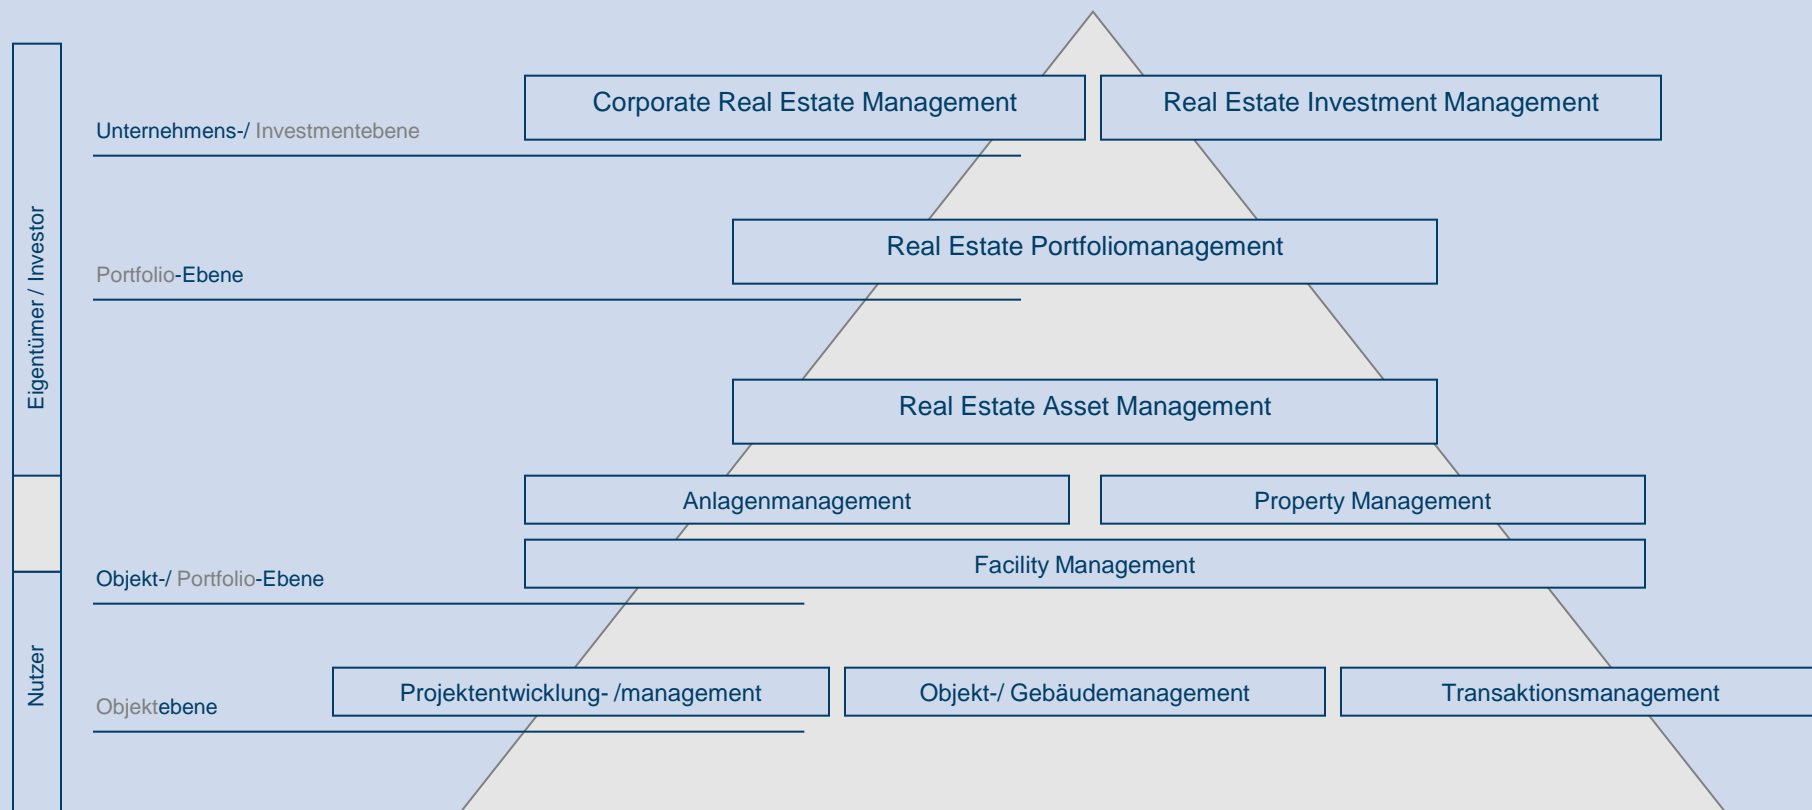 Corporate Real Estate Management
Real Estate Investment Management
Unternehmens-/ Investmentebene
Real Estate Portfoliomanagement
Portfolio-Ebene
Eigentümer / Investor
Real Estate Asset Management
Anlagenmanagement
Property Management
Facility Management
Objekt-/ Portfolio-Ebene
Nutzer
Projektentwicklung- /management
Objekt-/ Gebäudemanagement
Transaktionsmanagement
Objektebene